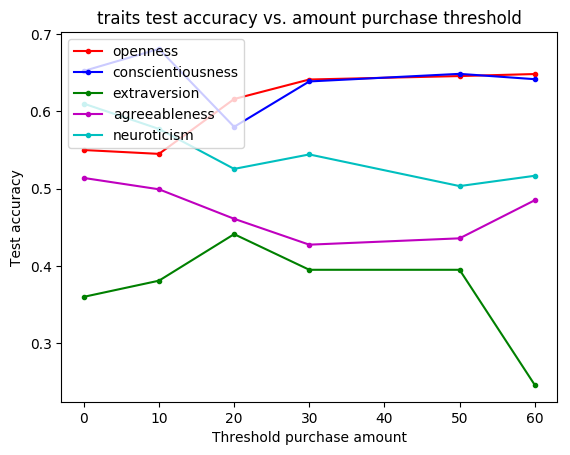 traits test accuracy vs. amount purchase threshold
0.7
0.6
0.5
0.4
0.3
Test accuracy
openness
conscientiousness
extraversion
agreeableness
neuroticism
0 10 20 30 40 50 60
Threshold purchase amount